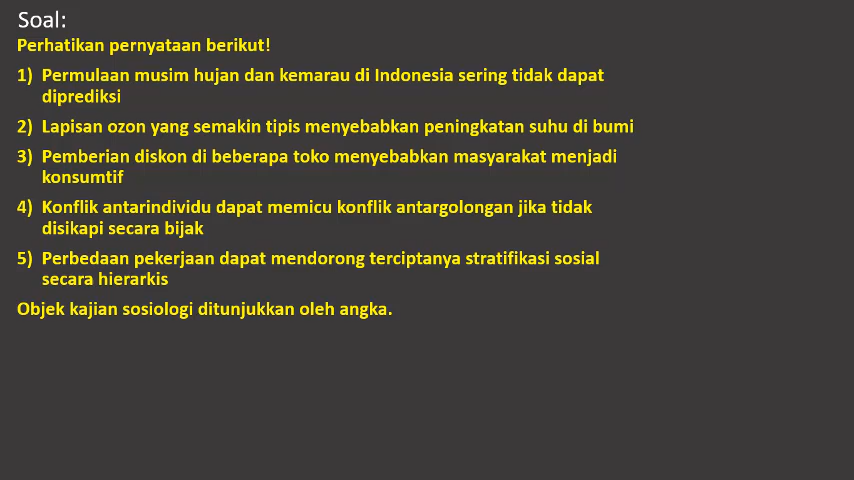 Soal:
Perhatikan pernyataan berikut!
1) Permulaan musim hujan dan kemarau di Indonesia sering tidak dapat
diprediksi
2) Lapisan ozon yang semakin tipis menyebabkan peningkatan suhu di bumi
3) Pemberian diskon di beberapa toko menyebabkan masyarakat menjadi
konsumtif
4) Konflik antarindividu dapat memicu konflik antargolongan jika tidak
disikapi secara bijak
5) Perbedaan pekerjaan dapat mendorong terciptanya stratifikasi sosial
secara hierarkis
Objek kajian sosiologi ditunjukkan oleh angka.